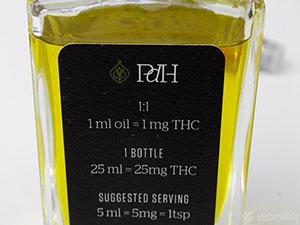 PdH
1:1
1 ml oil = 1 mg THC
1 BOTTLE
25 ml = 25mg THC
SUGGESTED SERVING
5 ml = 5mg = 1tsp